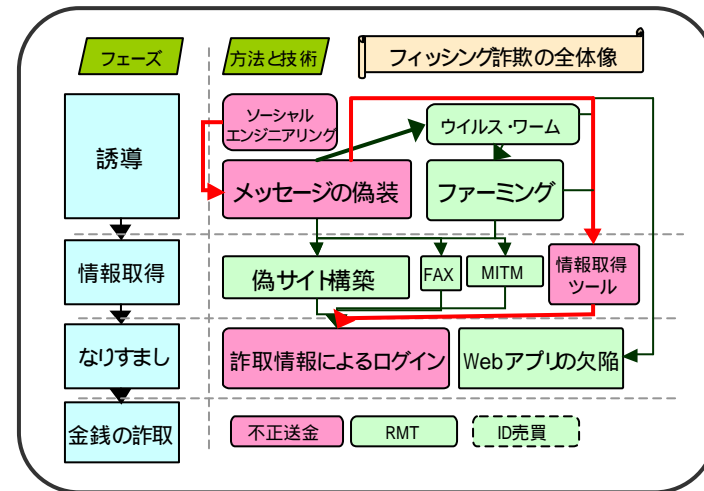 フェーズ
方法と技術
フィッシング詐欺の全体像
誘導
ソーシャル
エンジニアリング
ウイルス・ワーム
メッセージの偽装
ファーミング
情報取得
偽サイト構築
FAX
MITM
情報取得
ツール
なりすまし
詐取情報によるログイン
Webアプリの欠陥
金銭の詐取
不正送金
RMT
ID売買